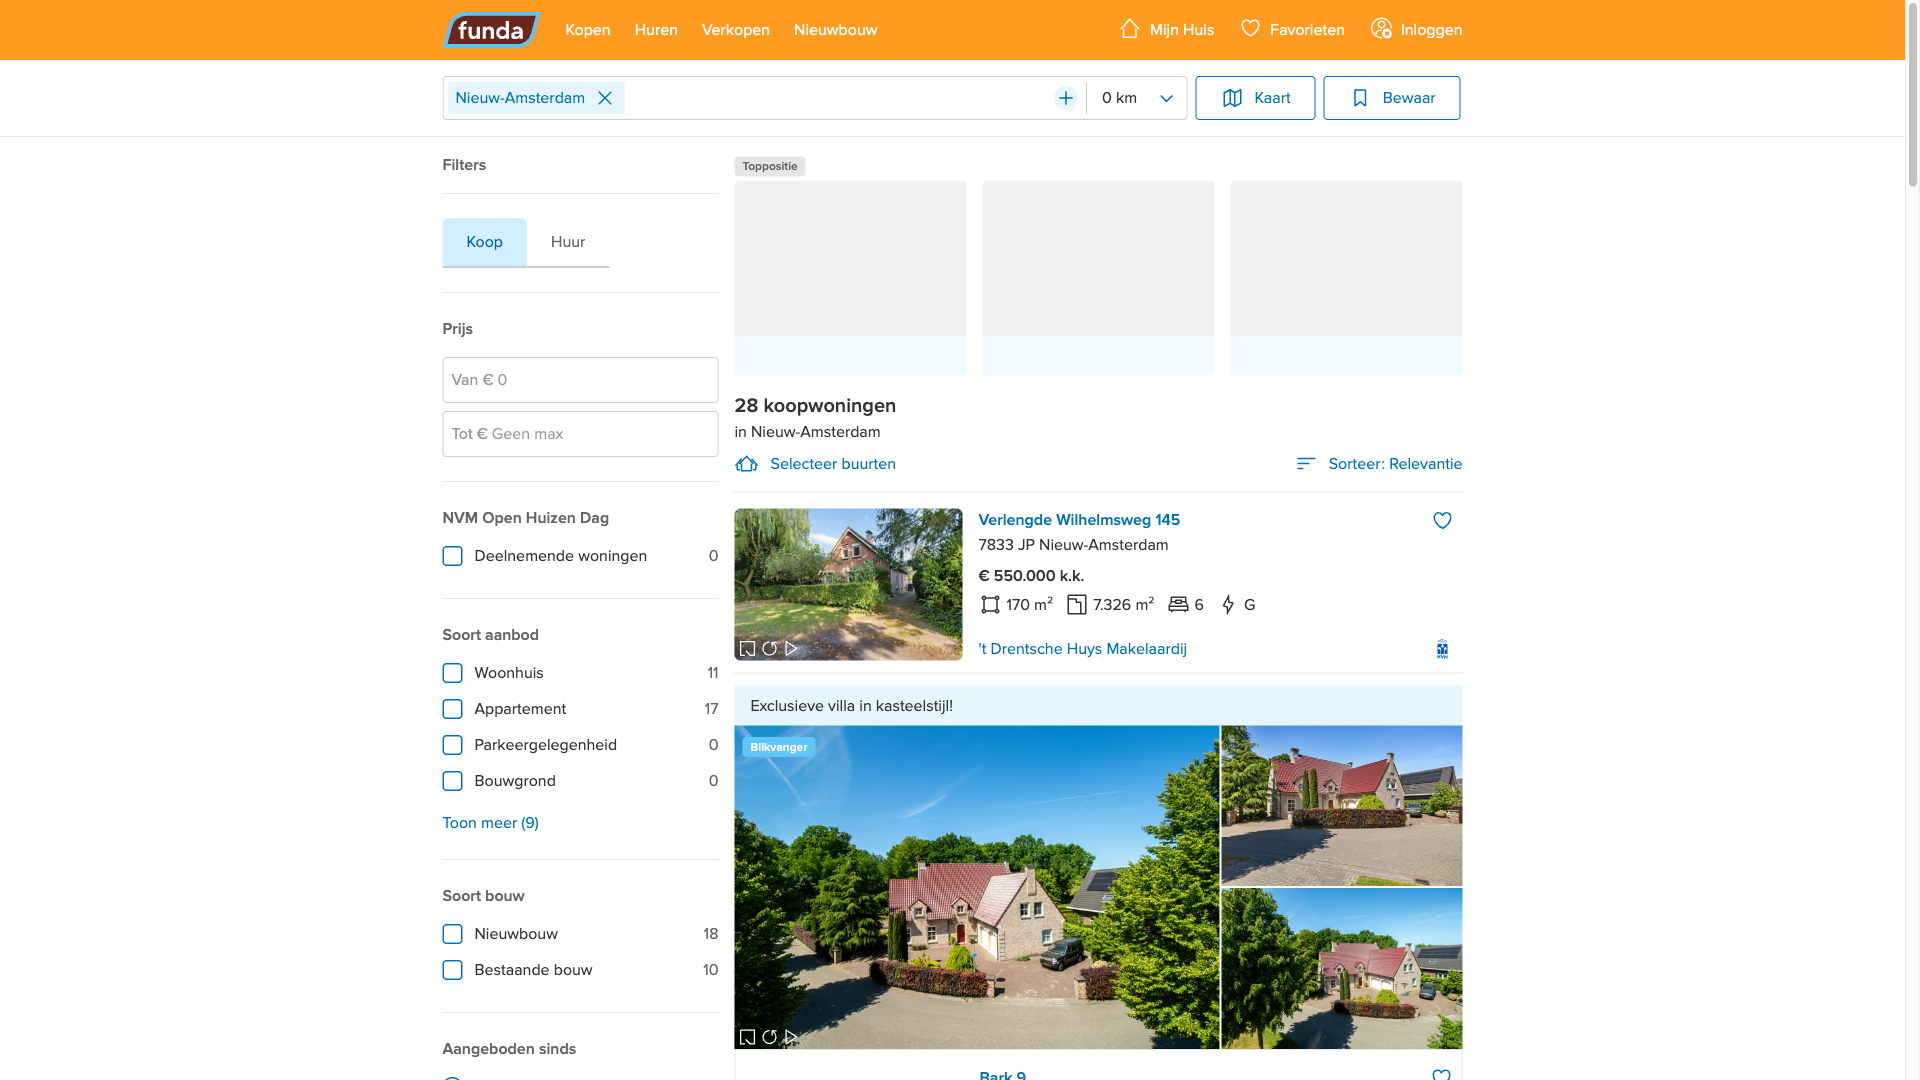 funda
Kopen
Huren
Verkopen
Nieuwbouw
Mijn Huis
Favorieten
Inloggen
Nieuw-Amsterdam
0 km
Kaart
Bewaar
Filters
Koop
Huur
Prijs
Van € 0
Tot € Geen max
NVM Open Huizen Dag
Deelnemende woningen 0
Soort aanbod
Woonhuis 11
Appartement 17
Parkeergelegenheid 0
Bouwgrond 0
Toon meer (9)
Soort bouw
Nieuwbouw 18
Bestaande bouw 10
Aangeboden sinds
Toppositie
28 koopwoningen
in Nieuw-Amsterdam
Selecteer buurten
Sorteer: Relevantie
Verlengde Wilhelmsweg 145
7833 JP Nieuw-Amsterdam
€ 550.000 k.k.
170 m² 7.326 m² 6 G
't Drentsche Huys Makelaardij
Exclusieve villa in kasteelstijl!
Blikvanger
Bark 9